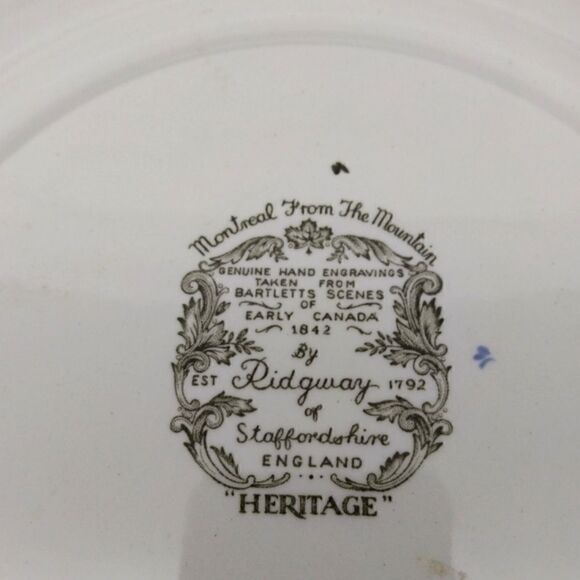 Montreal From The Mountain
GENUINE HAND ENGRAVINGS
TAKEN FROM
BARTLETTS SCENES
OF
EARLY CANADA
1842
By
EST Ridgway 1792
of
Staffordshire
ENGLAND
"HERITAGE"